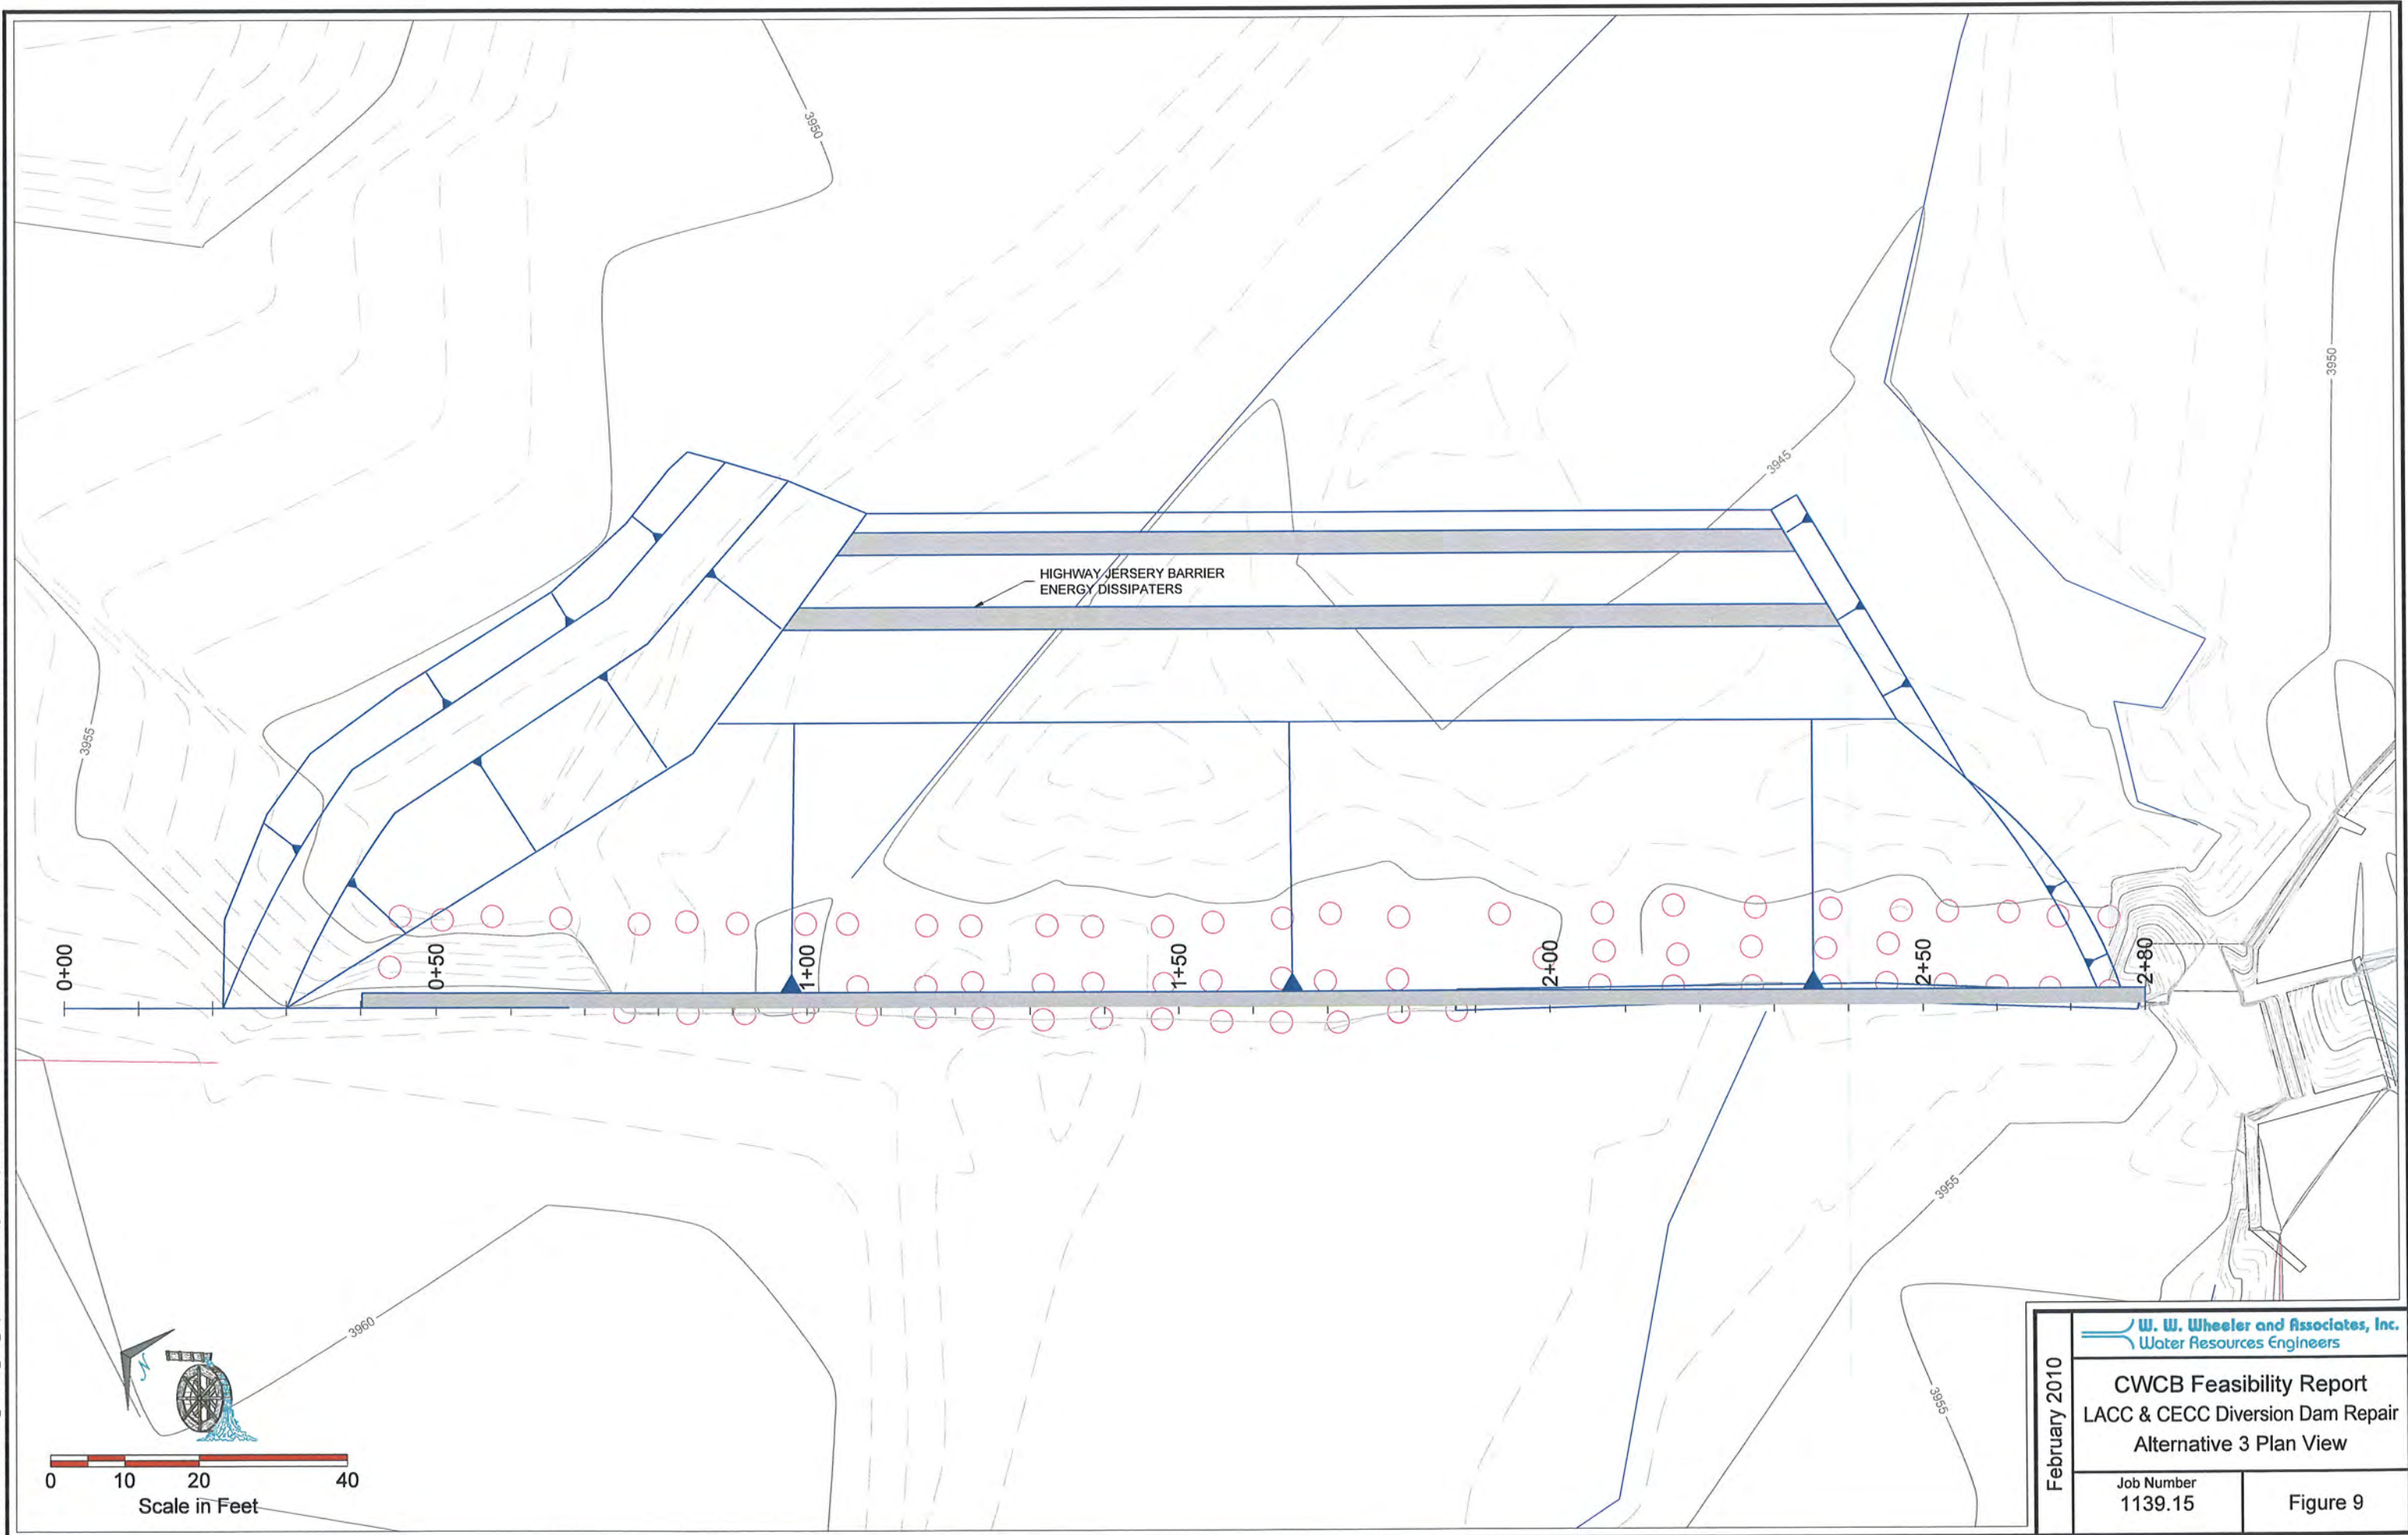 3950
3950
3945
HIGHWAY JERSERY BARRIER
ENERGY DISSIPATERS
3955
0+00
0+50
1+00
1+50
2+00
2+50
2+80
3955
3960
3955
N
0 10 20 40
Scale in Feet
February 2010
W. W. Wheeler and Associates, Inc.
Water Resources Engineers
CWCB Feasibility Report
LACC & CECC Diversion Dam Repair
Alternative 3 Plan View
Job Number
1139.15
Figure 9